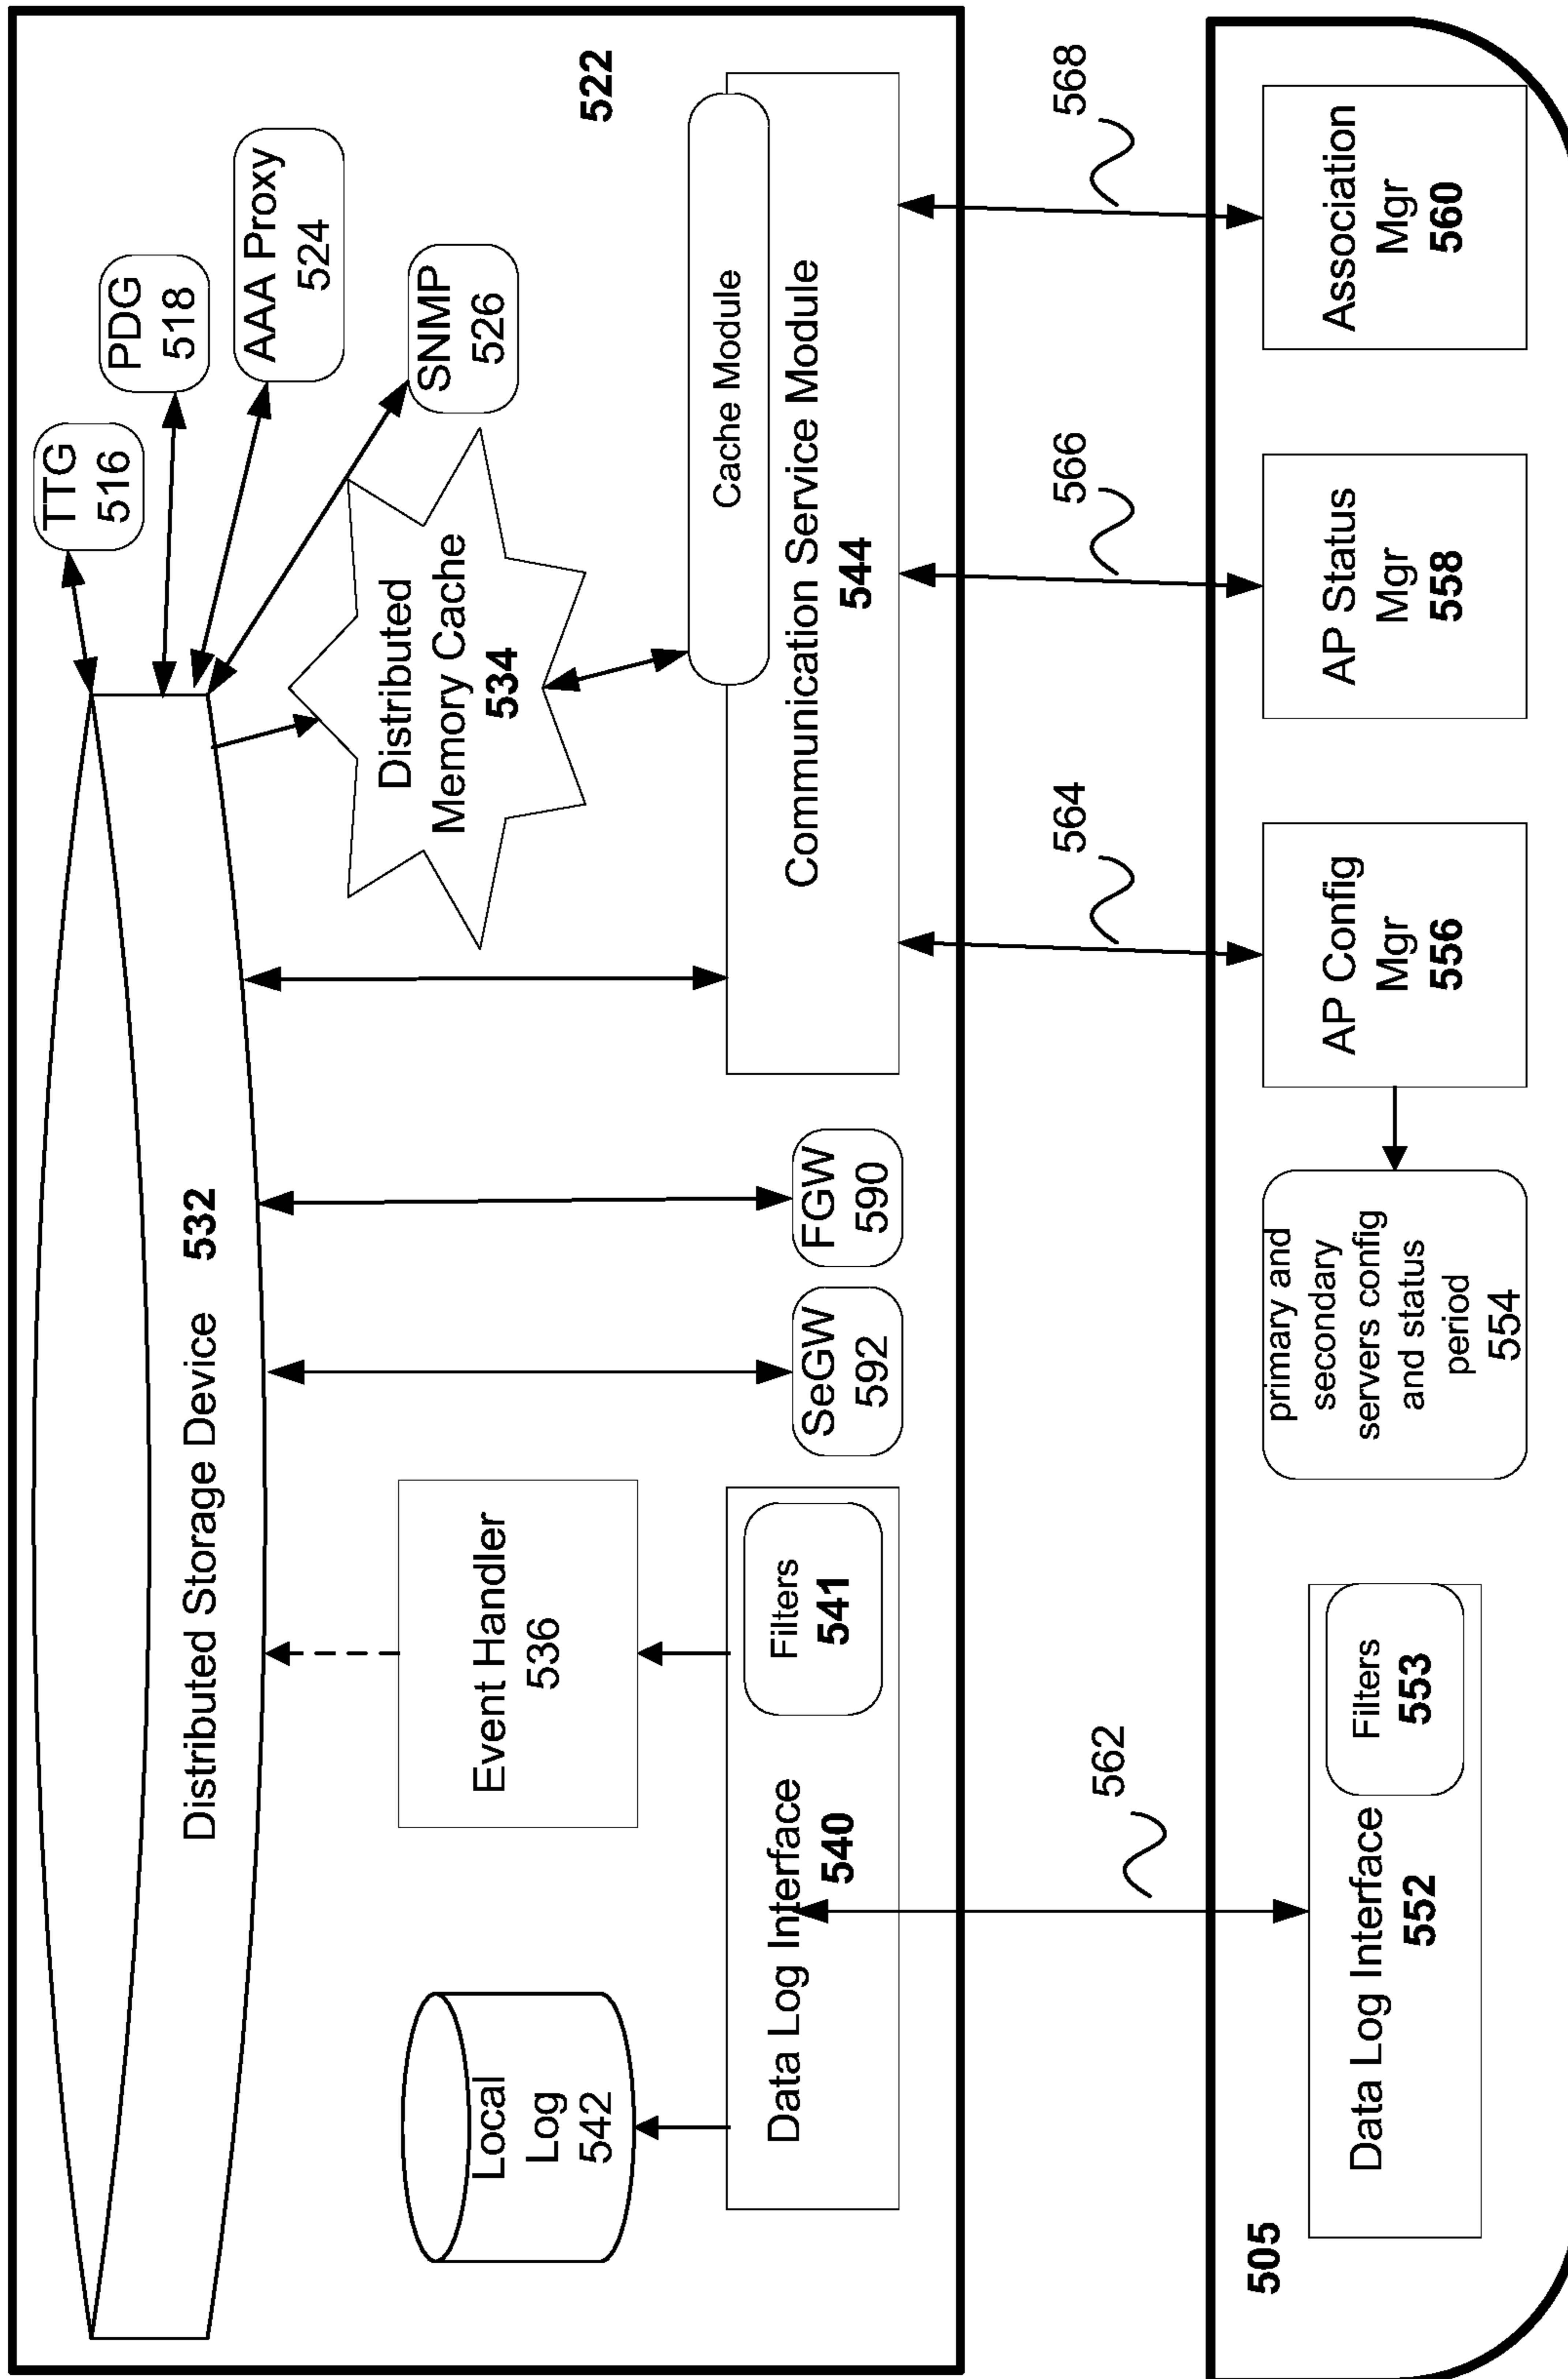 TTG
516
PDG
518
AAA Proxy
524
SNMP
526
522
Distributed Storage Device 532
Distributed
Memory Cache
534
Cache Module
Communication Service Module
544
Local
Log
542
Event Handler
536
Data Log Interface
540
Filters
541
SeGW
592
FGW
590
562
564
566
568
505
Data Log Interface
552
Filters
553
primary and
secondary
servers config
and status
period
554
AP Config
Mgr
556
AP Status
Mgr
558
Association
Mgr
560